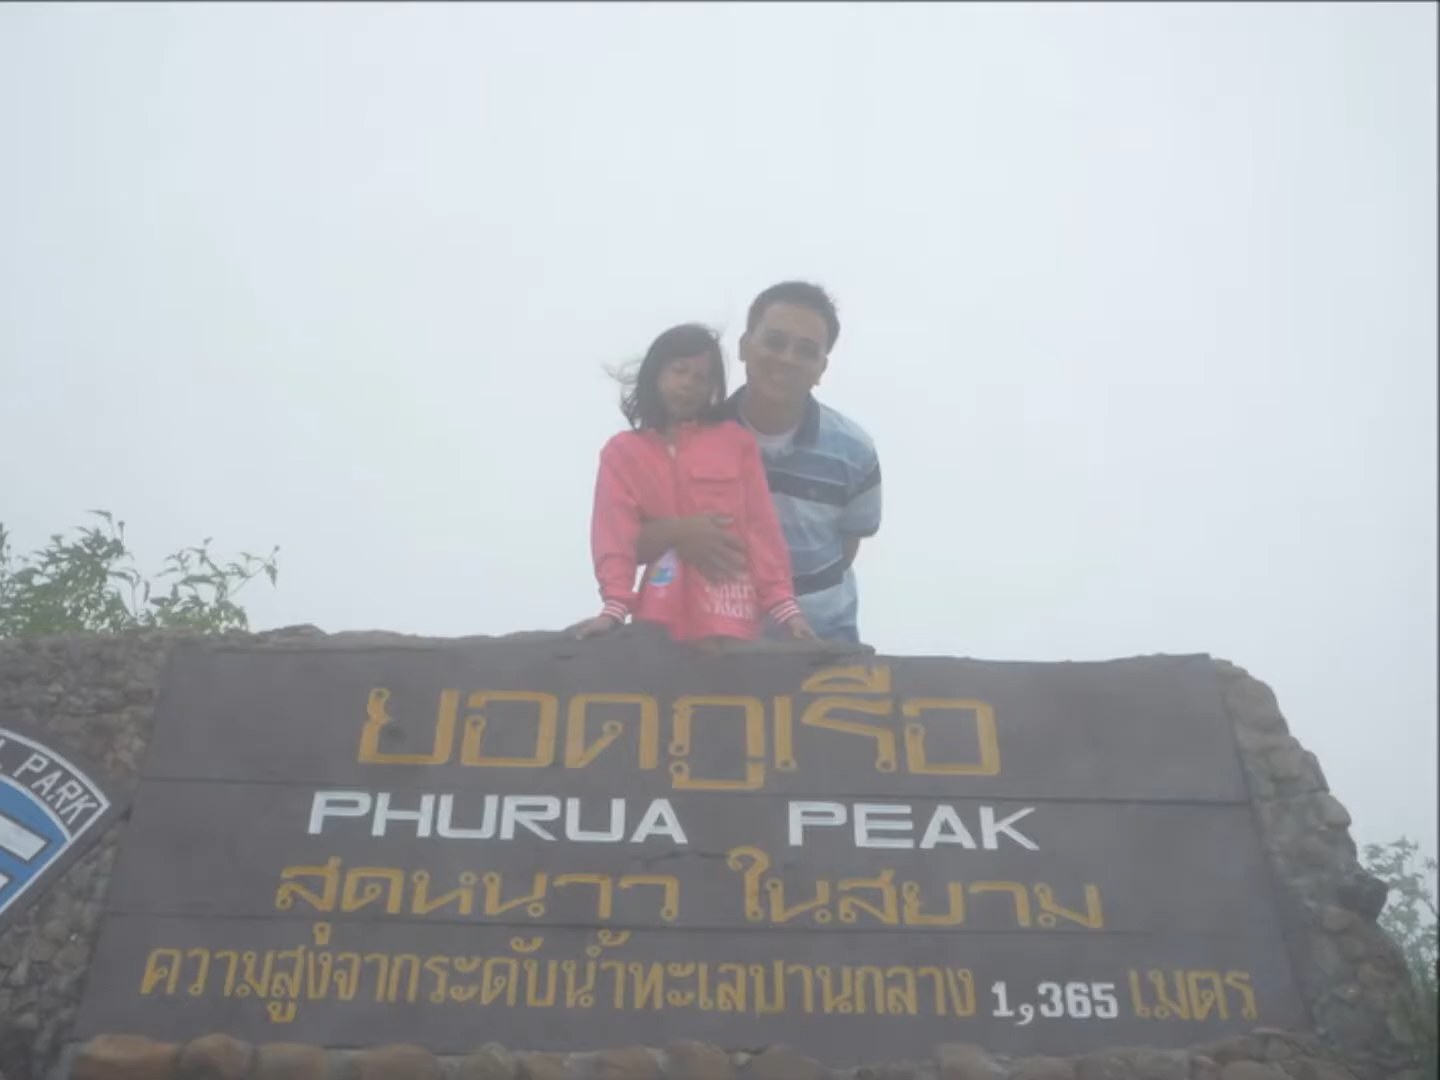 ยอดภูเรือ
PHURUA PEAK
สุดหนาว ในสยาม
ความสูงจากระดับน้ำทะเลปานกลาง 1,365 เมตร
PARK